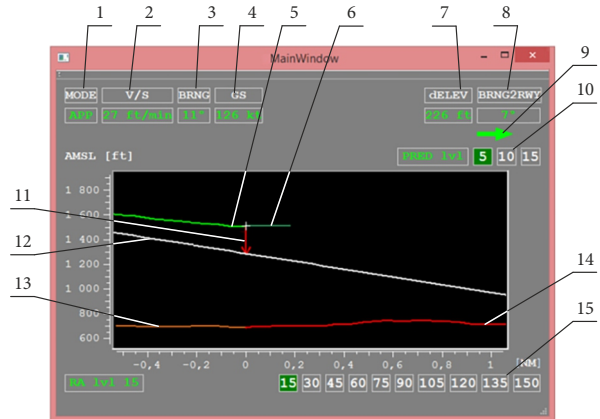 1 2 3 4 5 6 7 8
MainWindow
9
10
MODE V/S BRNG GS dELEV BRNG2RWY
APP 27 ft/min 11° 126 kt 226 ft 7°
AMSL [ft] PRED lvl 5 10 15
11
12
13
14
15
1 800
1 600
1 400
1 200
1 000
800
600
-0,4 -0,2 0 0,2 0,4 0,6 0,8 1 [NM]
RA lvl 15 15 30 45 60 75 90 105 120 135 150